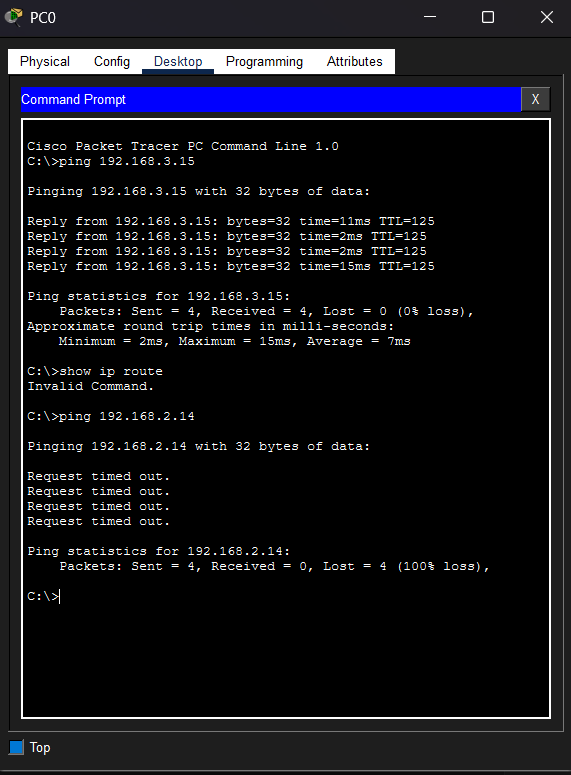 PC0
Physical Config Desktop Programming Attributes
Command Prompt X
Cisco Packet Tracer PC Command Line 1.0
C:\>ping 192.168.3.15
Pinging 192.168.3.15 with 32 bytes of data:
Reply from 192.168.3.15: bytes=32 time=11ms TTL=125
Reply from 192.168.3.15: bytes=32 time=2ms TTL=125
Reply from 192.168.3.15: bytes=32 time=2ms TTL=125
Reply from 192.168.3.15: bytes=32 time=15ms TTL=125
Ping statistics for 192.168.3.15:
Packets: Sent = 4, Received = 4, Lost = 0 (0% loss),
Approximate round trip times in milli-seconds:
Minimum = 2ms, Maximum = 15ms, Average = 7ms
C:\>show ip route
Invalid Command.
C:\>ping 192.168.2.14
Pinging 192.168.2.14 with 32 bytes of data:
Request timed out.
Request timed out.
Request timed out.
Request timed out.
Ping statistics for 192.168.2.14:
Packets: Sent = 4, Received = 0, Lost = 4 (100% loss),
C:\>
Top